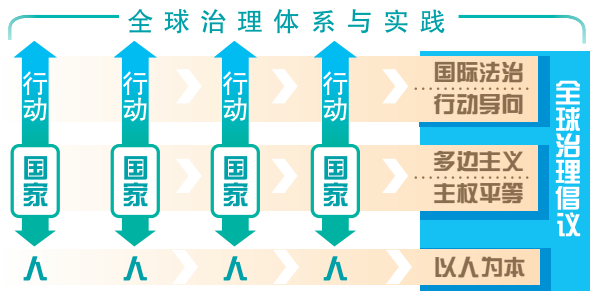 全球治理体系与实践
行动 行动 行动 行动
国际法治
行动导向
国家 国家 国家 国家
多边主义
主权平等
人 人 人 人
以人为本
全球治理倡议